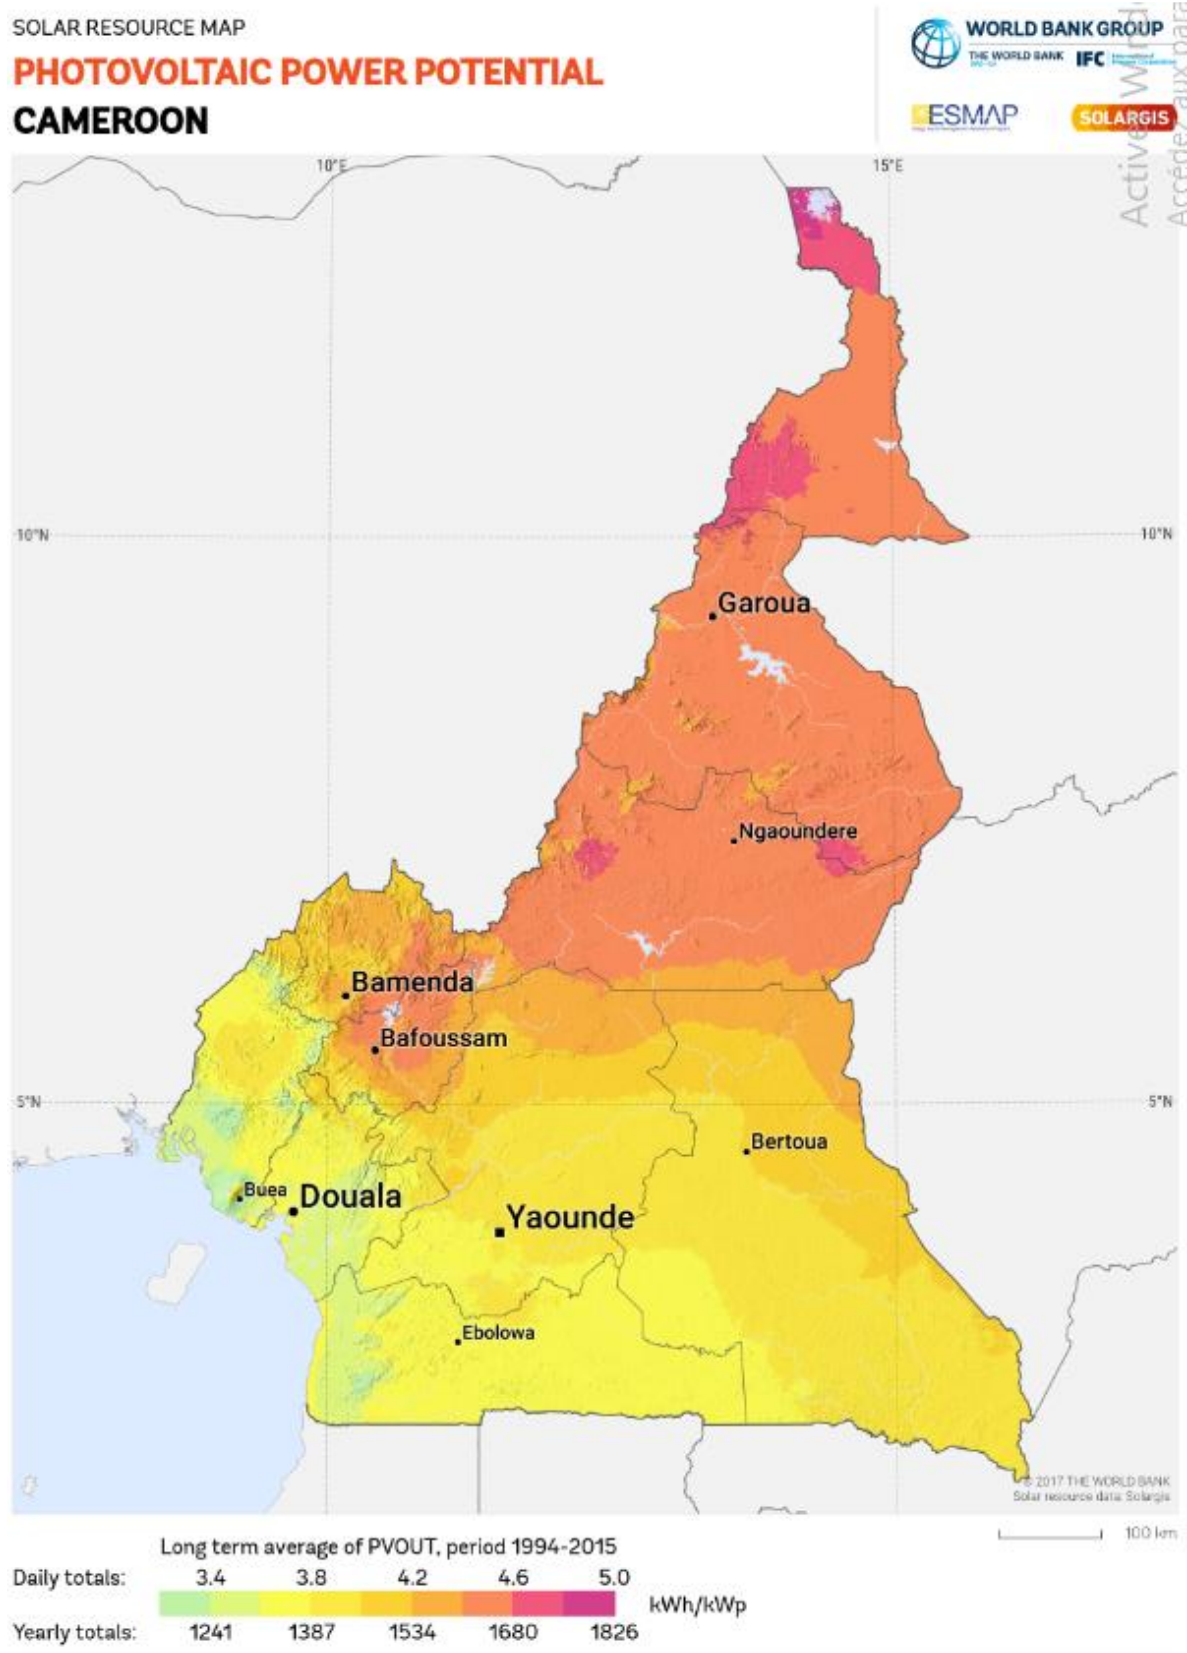 SOLAR RESOURCE MAP
PHOTOVOLTAIC POWER POTENTIAL
CAMEROON
WORLD BANK GROUP
THE WORLD BANK IFC
ESMAP
SOLARGIS
10°E
15°E
10°N
10°N
Garoua
Ngaoundere
Bamenda
Bafoussam
5°N
5°N
Bertoua
Buea
Douala
Yaounde
Ebolowa
© 2017 THE WORLD BANK
Solar resource data: Solargis
100 km
Long term average of PVOUT, period 1994-2015
Daily totals: 3.4 3.8 4.2 4.6 5.0
kWh/kWp
Yearly totals: 1241 1387 1534 1680 1826